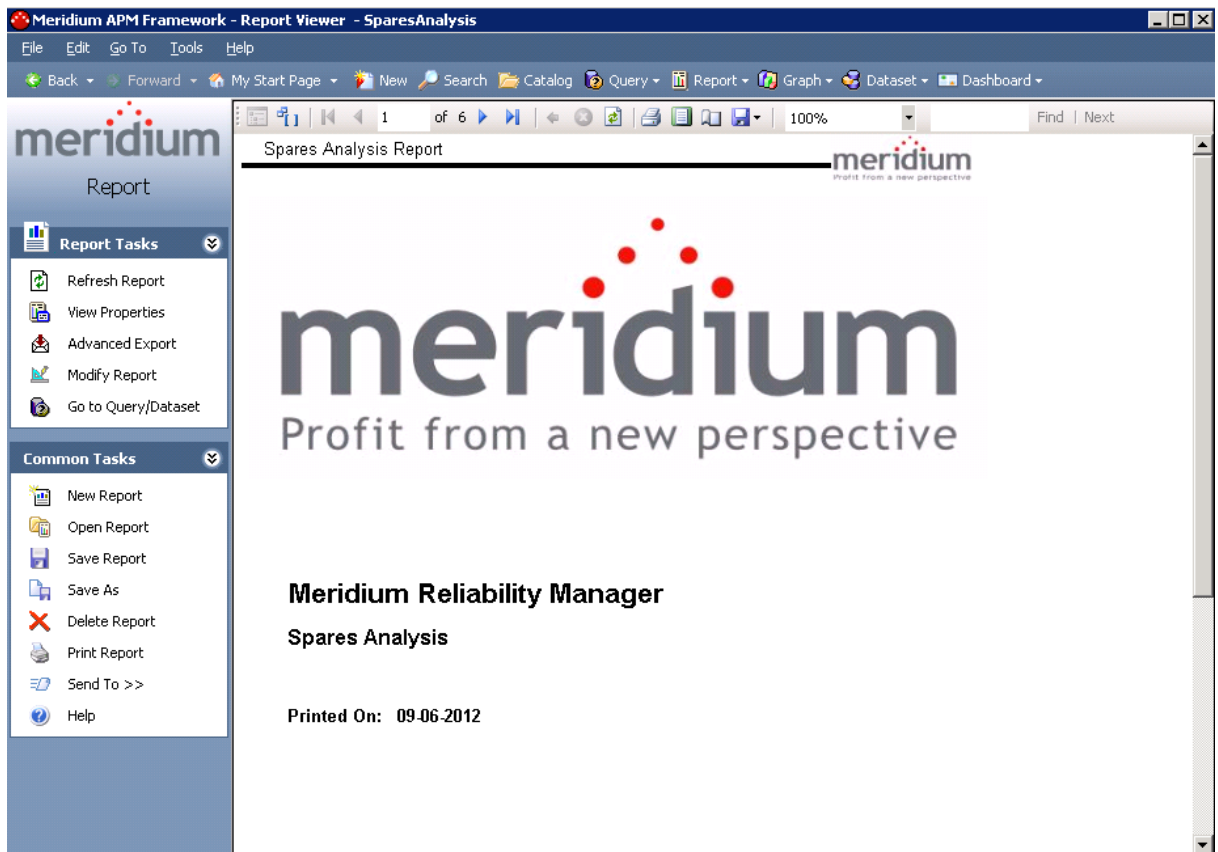 Meridium APM Framework - Report Viewer - SparesAnalysis
File Edit Go To Tools Help
Back Forward My Start Page New Search Catalog Query Report Graph Dataset Dashboard
1 of 6 100% Find | Next
meridium
Report
Report Tasks
Refresh Report
View Properties
Advanced Export
Modify Report
Go to Query/Dataset
Common Tasks
New Report
Open Report
Save Report
Save As
Delete Report
Print Report
Send To >>
Help
Spares Analysis Report
meridium
Profit from a new perspective
meridium
Profit from a new perspective
Meridium Reliability Manager
Spares Analysis
Printed On: 09-06-2012